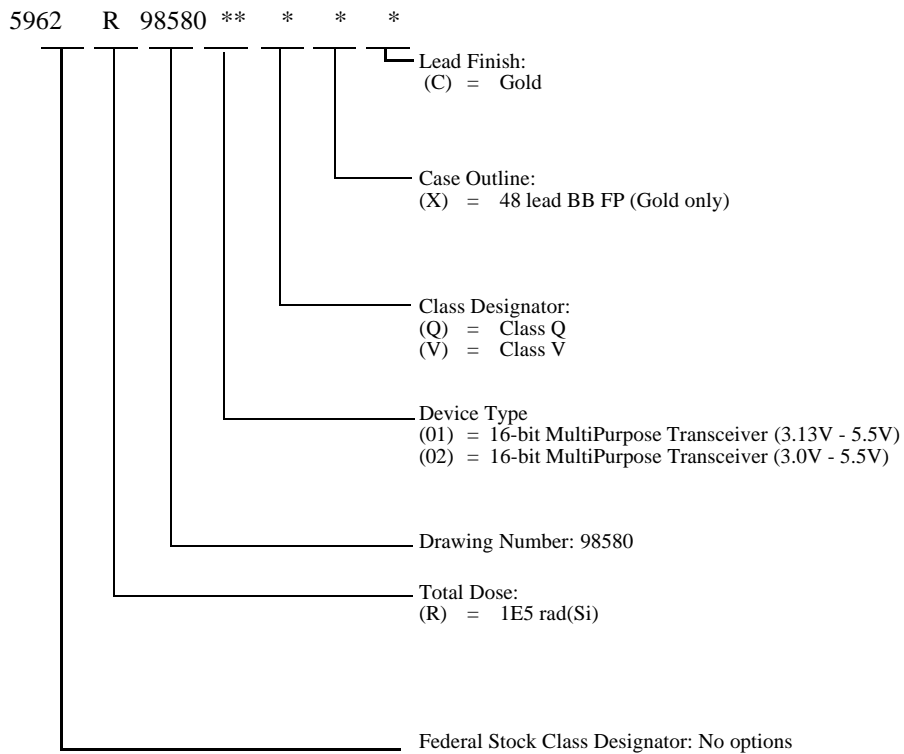 5962 R 98580 ** * * *
Lead Finish:
(C) = Gold
Case Outline:
(X) = 48 lead BB FP (Gold only)
Class Designator:
(Q) = Class Q
(V) = Class V
Device Type
(01) = 16-bit MultiPurpose Transceiver (3.13V - 5.5V)
(02) = 16-bit MultiPurpose Transceiver (3.0V - 5.5V)
Drawing Number: 98580
Total Dose:
(R) = 1E5 rad(Si)
Federal Stock Class Designator: No options